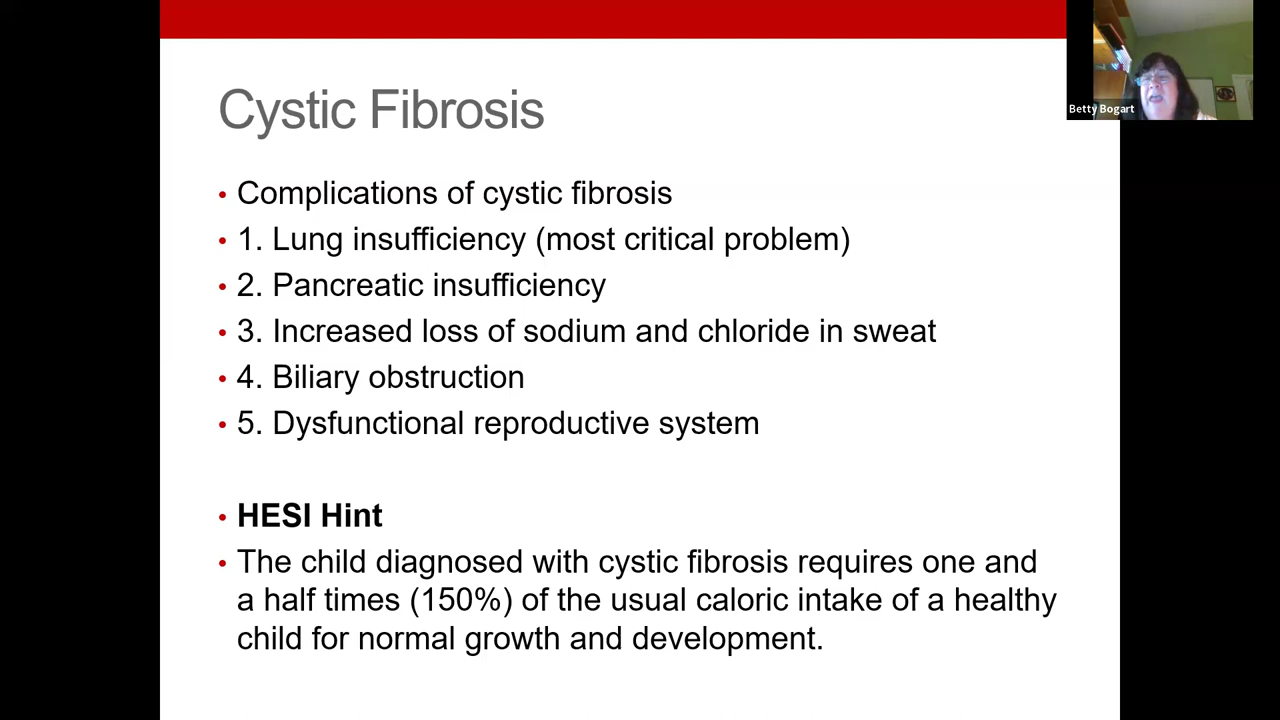 Cystic Fibrosis
Betty Bogart
• Complications of cystic fibrosis
• 1. Lung insufficiency (most critical problem)
• 2. Pancreatic insufficiency
• 3. Increased loss of sodium and chloride in sweat
• 4. Biliary obstruction
• 5. Dysfunctional reproductive system
• HESI Hint
• The child diagnosed with cystic fibrosis requires one and
a half times (150%) of the usual caloric intake of a healthy
child for normal growth and development.